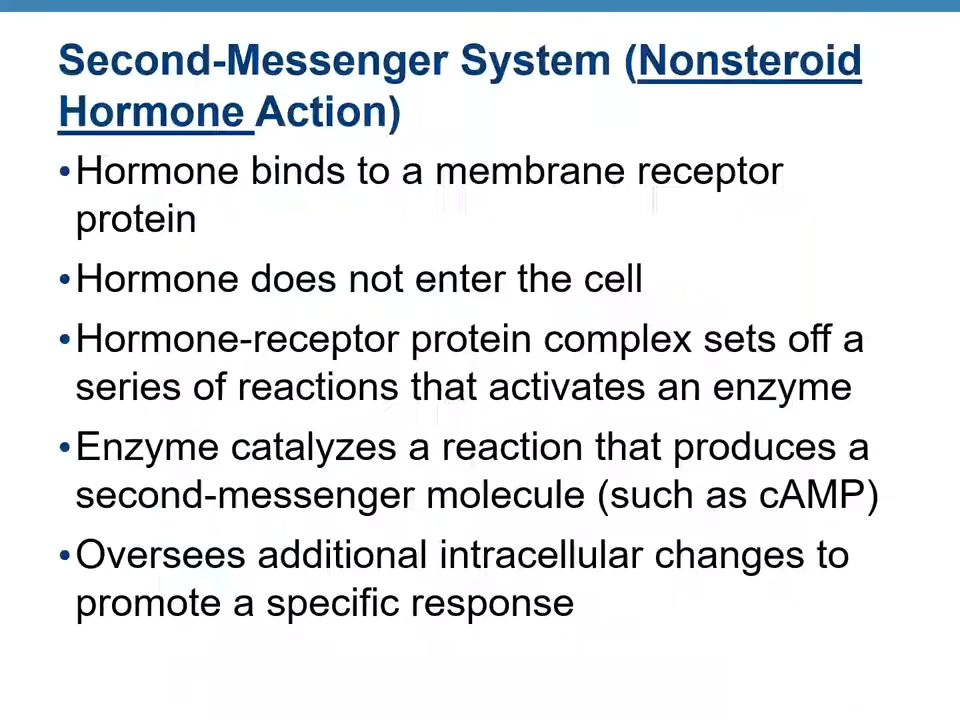 Second-Messenger System (Nonsteroid
Hormone Action)
•Hormone binds to a membrane receptor
protein
•Hormone does not enter the cell
•Hormone-receptor protein complex sets off a
series of reactions that activates an enzyme
•Enzyme catalyzes a reaction that produces a
second-messenger molecule (such as cAMP)
•Oversees additional intracellular changes to
promote a specific response